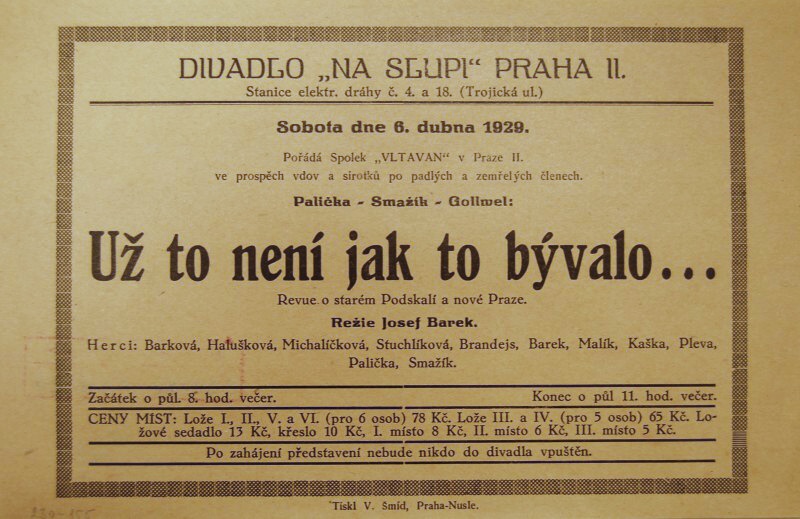 DIVADLO „NA SLUPI“ PRAHA II.
Stanice elektr. dráhy č. 4. a 18. (Trojická ul.)
Sobota dne 6. dubna 1929.
Pořádá Spolek „VLTAVAN“ v Praze II.
ve prospěch vdov a sirotků po padlých a zemřelých členech.
Palička - Smažík - Gollwel:
Už to není jak to bývalo...
Revue o starém Podskalí a nové Praze.
Režie Josef Barek.
Herci: Barková, Halušková, Michalíčková, Stuchlíková, Brandejs, Barek, Malík, Kaška, Pleva,
Palička, Smažík.
Začátek o půl. 8. hod. večer. Konec o půl 11. hod. večer.
CENY MÍST: Lože I., II., V. a VI. (pro 6 osob) 78 Kč. Lože III. a IV. (pro 5 osob) 65 Kč. Lo-
žové sedadlo 13 Kč, křeslo 10 Kč, I. místo 8 Kč, II. místo 6 Kč, III. místo 5 Kč.
Po zahájení představení nebude nikdo do divadla vpuštěn.
Tiskl V. Šmíd, Praha-Nusle.